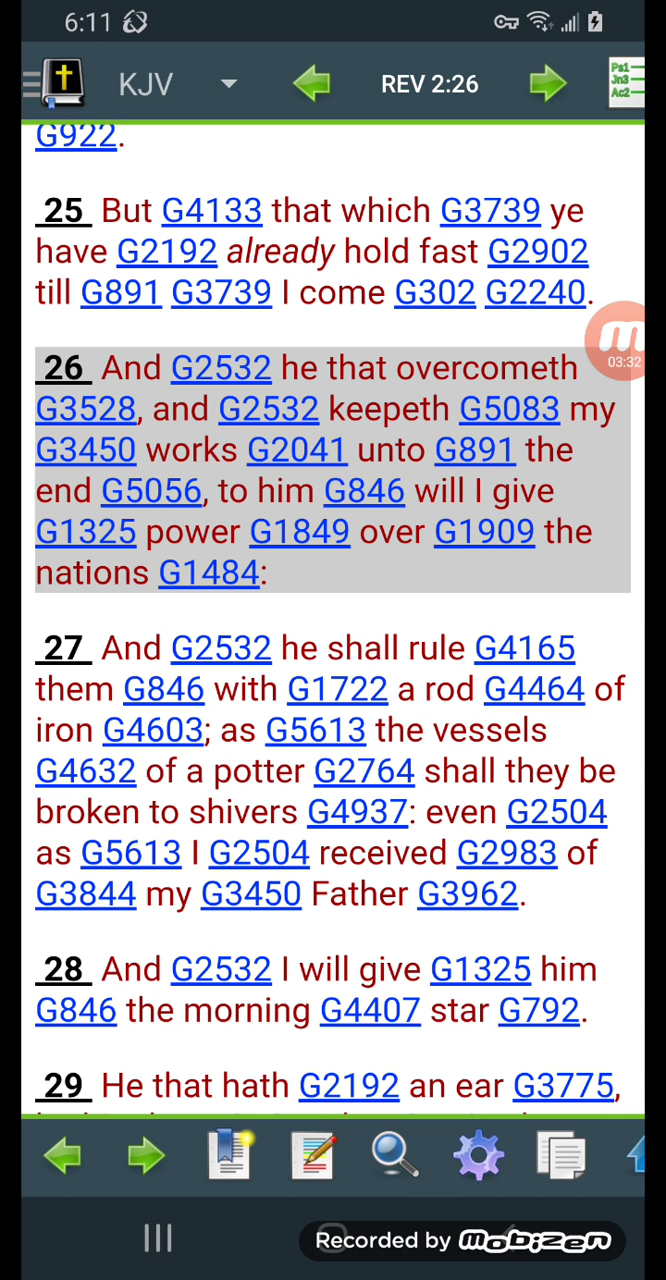 6:11
KJV
REV 2:26
Ps1
Jn3
Ac2
G922.
25 But G4133 that which G3739 ye
have G2192 already hold fast G2902
till G891 G3739 I come G302 G2240.
03:32
26 And G2532 he that overcometh
G3528, and G2532 keepeth G5083 my
G3450 works G2041 unto G891 the
end G5056, to him G846 will I give
G1325 power G1849 over G1909 the
nations G1484:
27 And G2532 he shall rule G4165
them G846 with G1722 a rod G4464 of
iron G4603; as G5613 the vessels
G4632 of a potter G2764 shall they be
broken to shivers G4937: even G2504
as G5613 I G2504 received G2983 of
G3844 my G3450 Father G3962.
28 And G2532 I will give G1325 him
G846 the morning G4407 star G792.
29 He that hath G2192 an ear G3775,
Recorded by mobizen